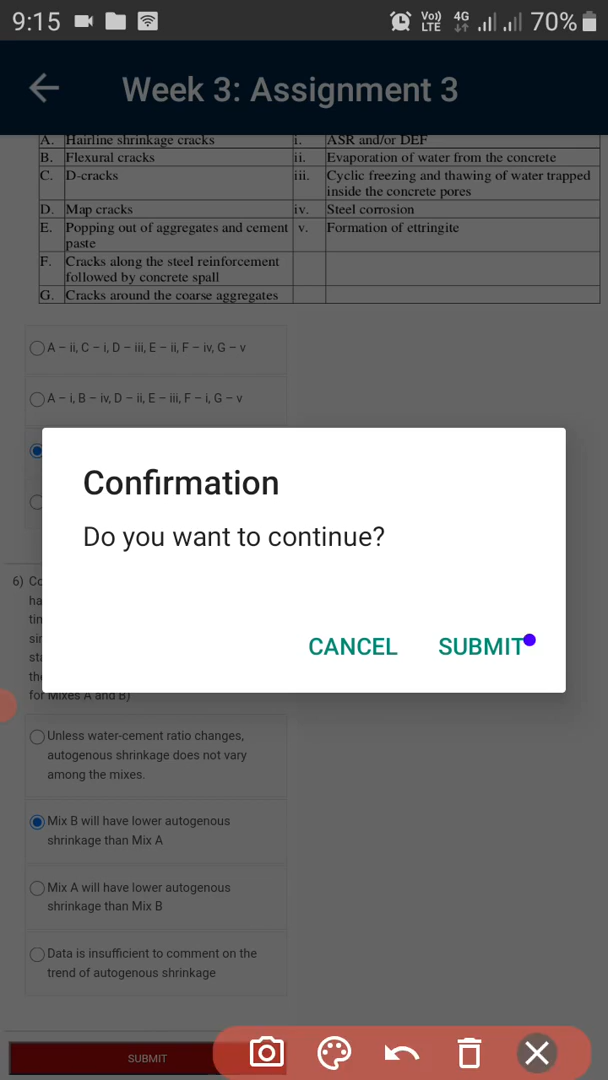 9:15 Vo) LTE 4G 70%
Week 3: Assignment 3
A. Hairline shrinkage cracks i. ASR and/or DEF
B. Flexural cracks ii. Evaporation of water from the concrete
C. D-cracks iii. Cyclic freezing and thawing of water trapped
inside the concrete pores
D. Map cracks iv. Steel corrosion
E. Popping out of aggregates and cement v. Formation of ettringite
paste
F. Cracks along the steel reinforcement
followed by concrete spall
G. Cracks around the coarse aggregates
A – ii, C – i, D – iii, E – ii, F – iv, G – v
A – i, B – iv, D – ii, E – iii, F – i, G – v
Confirmation
Do you want to continue?
CANCEL SUBMIT
6)
for Mixes A and B)
Unless water-cement ratio changes,
autogenous shrinkage does not vary
among the mixes.
Mix B will have lower autogenous
shrinkage than Mix A
Mix A will have lower autogenous
shrinkage than Mix B
Data is insufficient to comment on the
trend of autogenous shrinkage
SUBMIT